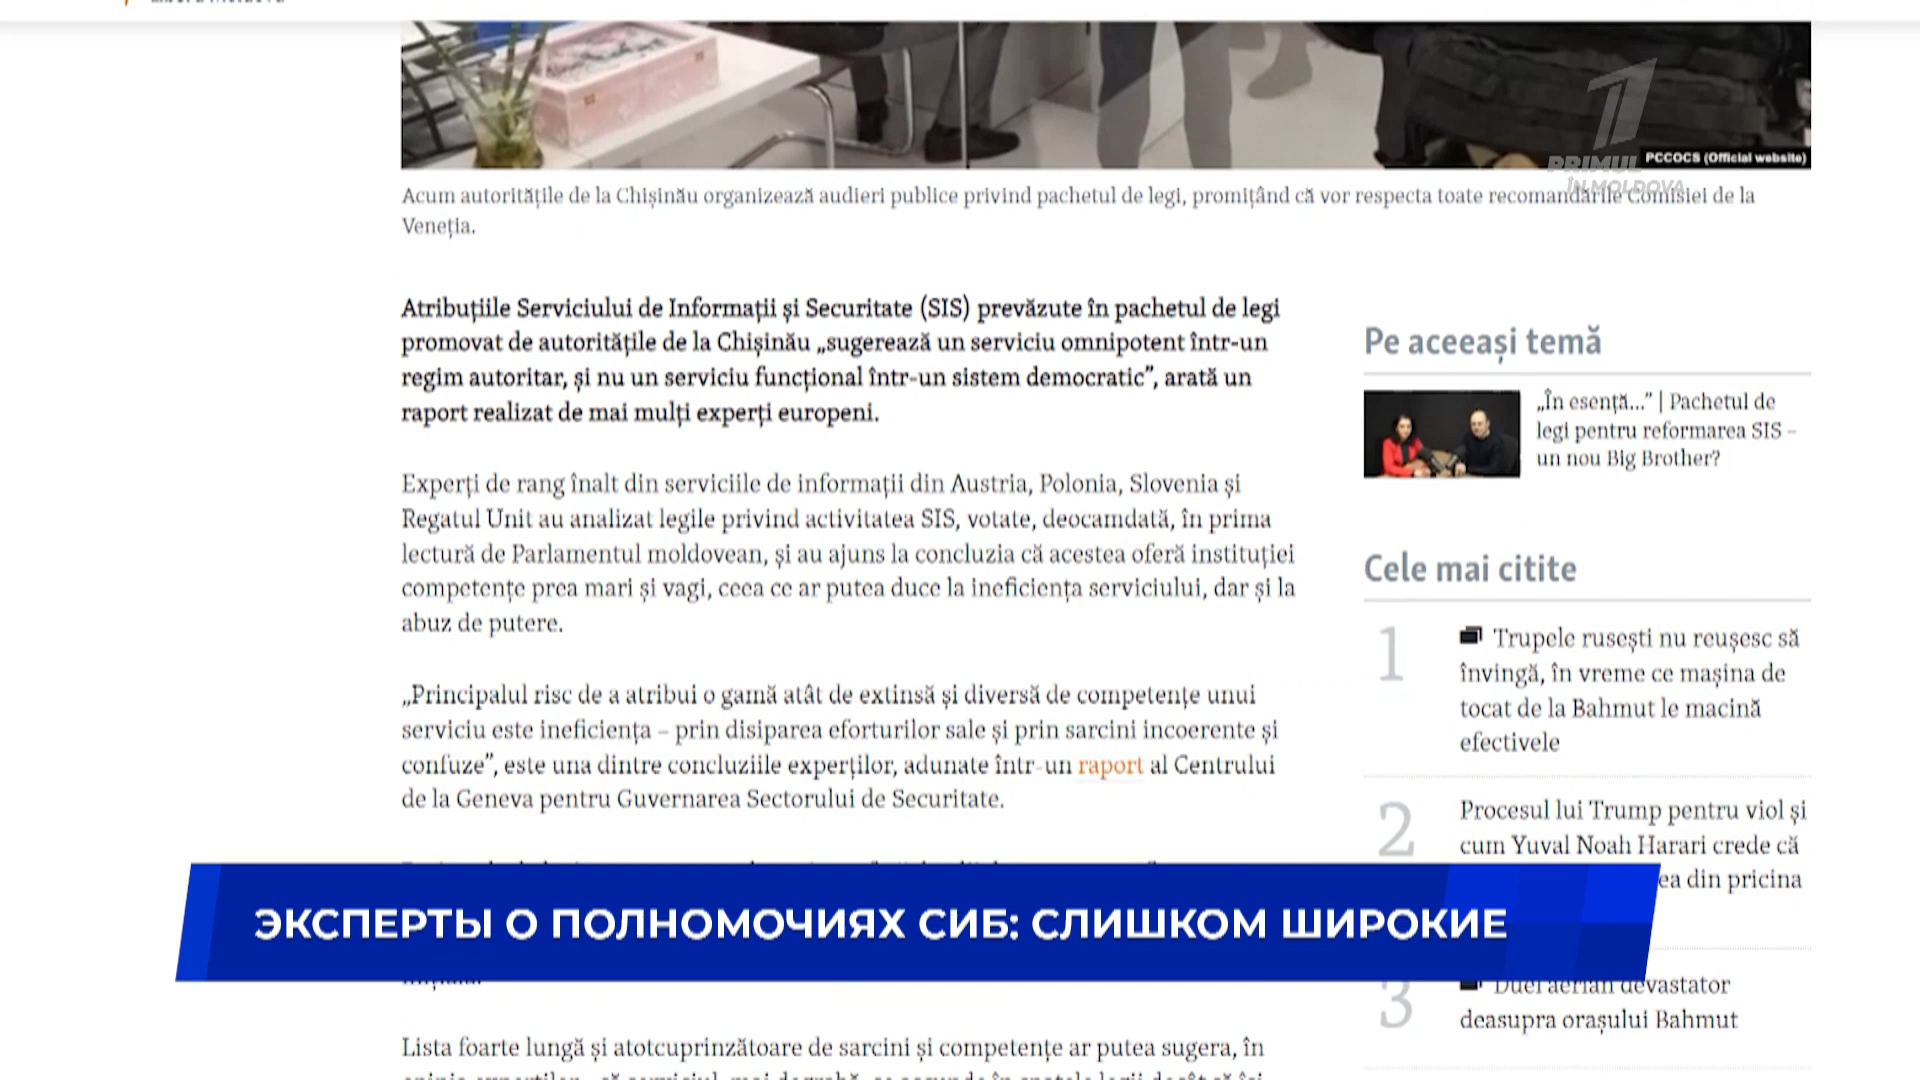 PRIMUL
ÎN MOLDOVA
PCCOCS (Official website)
Acum autoritățile de la Chișinău organizează audieri publice privind pachetul de legi, promițând că vor respecta toate recomandările Comisiei de la
Veneția.
Atribuțiile Serviciului de Informații și Securitate (SIS) prevăzute în pachetul de legi
promovat de autoritățile de la Chișinău „sugerează un serviciu omnipotent într-un
regim autoritar, și nu un serviciu funcțional într-un sistem democratic”, arată un
raport realizat de mai mulți experți europeni.
Experți de rang înalt din serviciile de informații din Austria, Polonia, Slovenia și
Regatul Unit au analizat legile privind activitatea SIS, votate, deocamdată, în prima
lectură de Parlamentul moldovean, și au ajuns la concluzia că acestea oferă instituției
competențe prea mari și vagi, ceea ce ar putea duce la ineficiența serviciului, dar și la
abuz de putere.
„Principalul risc de a atribui o gamă atât de extinsă și diversă de competențe unui
serviciu este ineficiența – prin disiparea eforturilor sale și prin sarcini incoerente și
confuze”, este una dintre concluziile experților, adunate într-un raport al Centrului
de la Geneva pentru Guvernarea Sectorului de Securitate.
Lista foarte lungă și atotcuprinzătoare de sarcini și competențe ar putea sugera, în
Pe aceeași temă
„În esență...” | Pachetul de
legi pentru reformarea SIS –
un nou Big Brother?
Cele mai citite
1
Trupele rusești nu reușesc să
învingă, în vreme ce mașina de
tocat de la Bahmut le macină
efectivele
2
Procesul lui Trump pentru viol și
cum Yuval Noah Harari crede că
ea din pricina
3
Duel aerian devastator
deasupra orașului Bahmut
ЭКСПЕРТЫ О ПОЛНОМОЧИЯХ СИБ: СЛИШКОМ ШИРОКИЕ